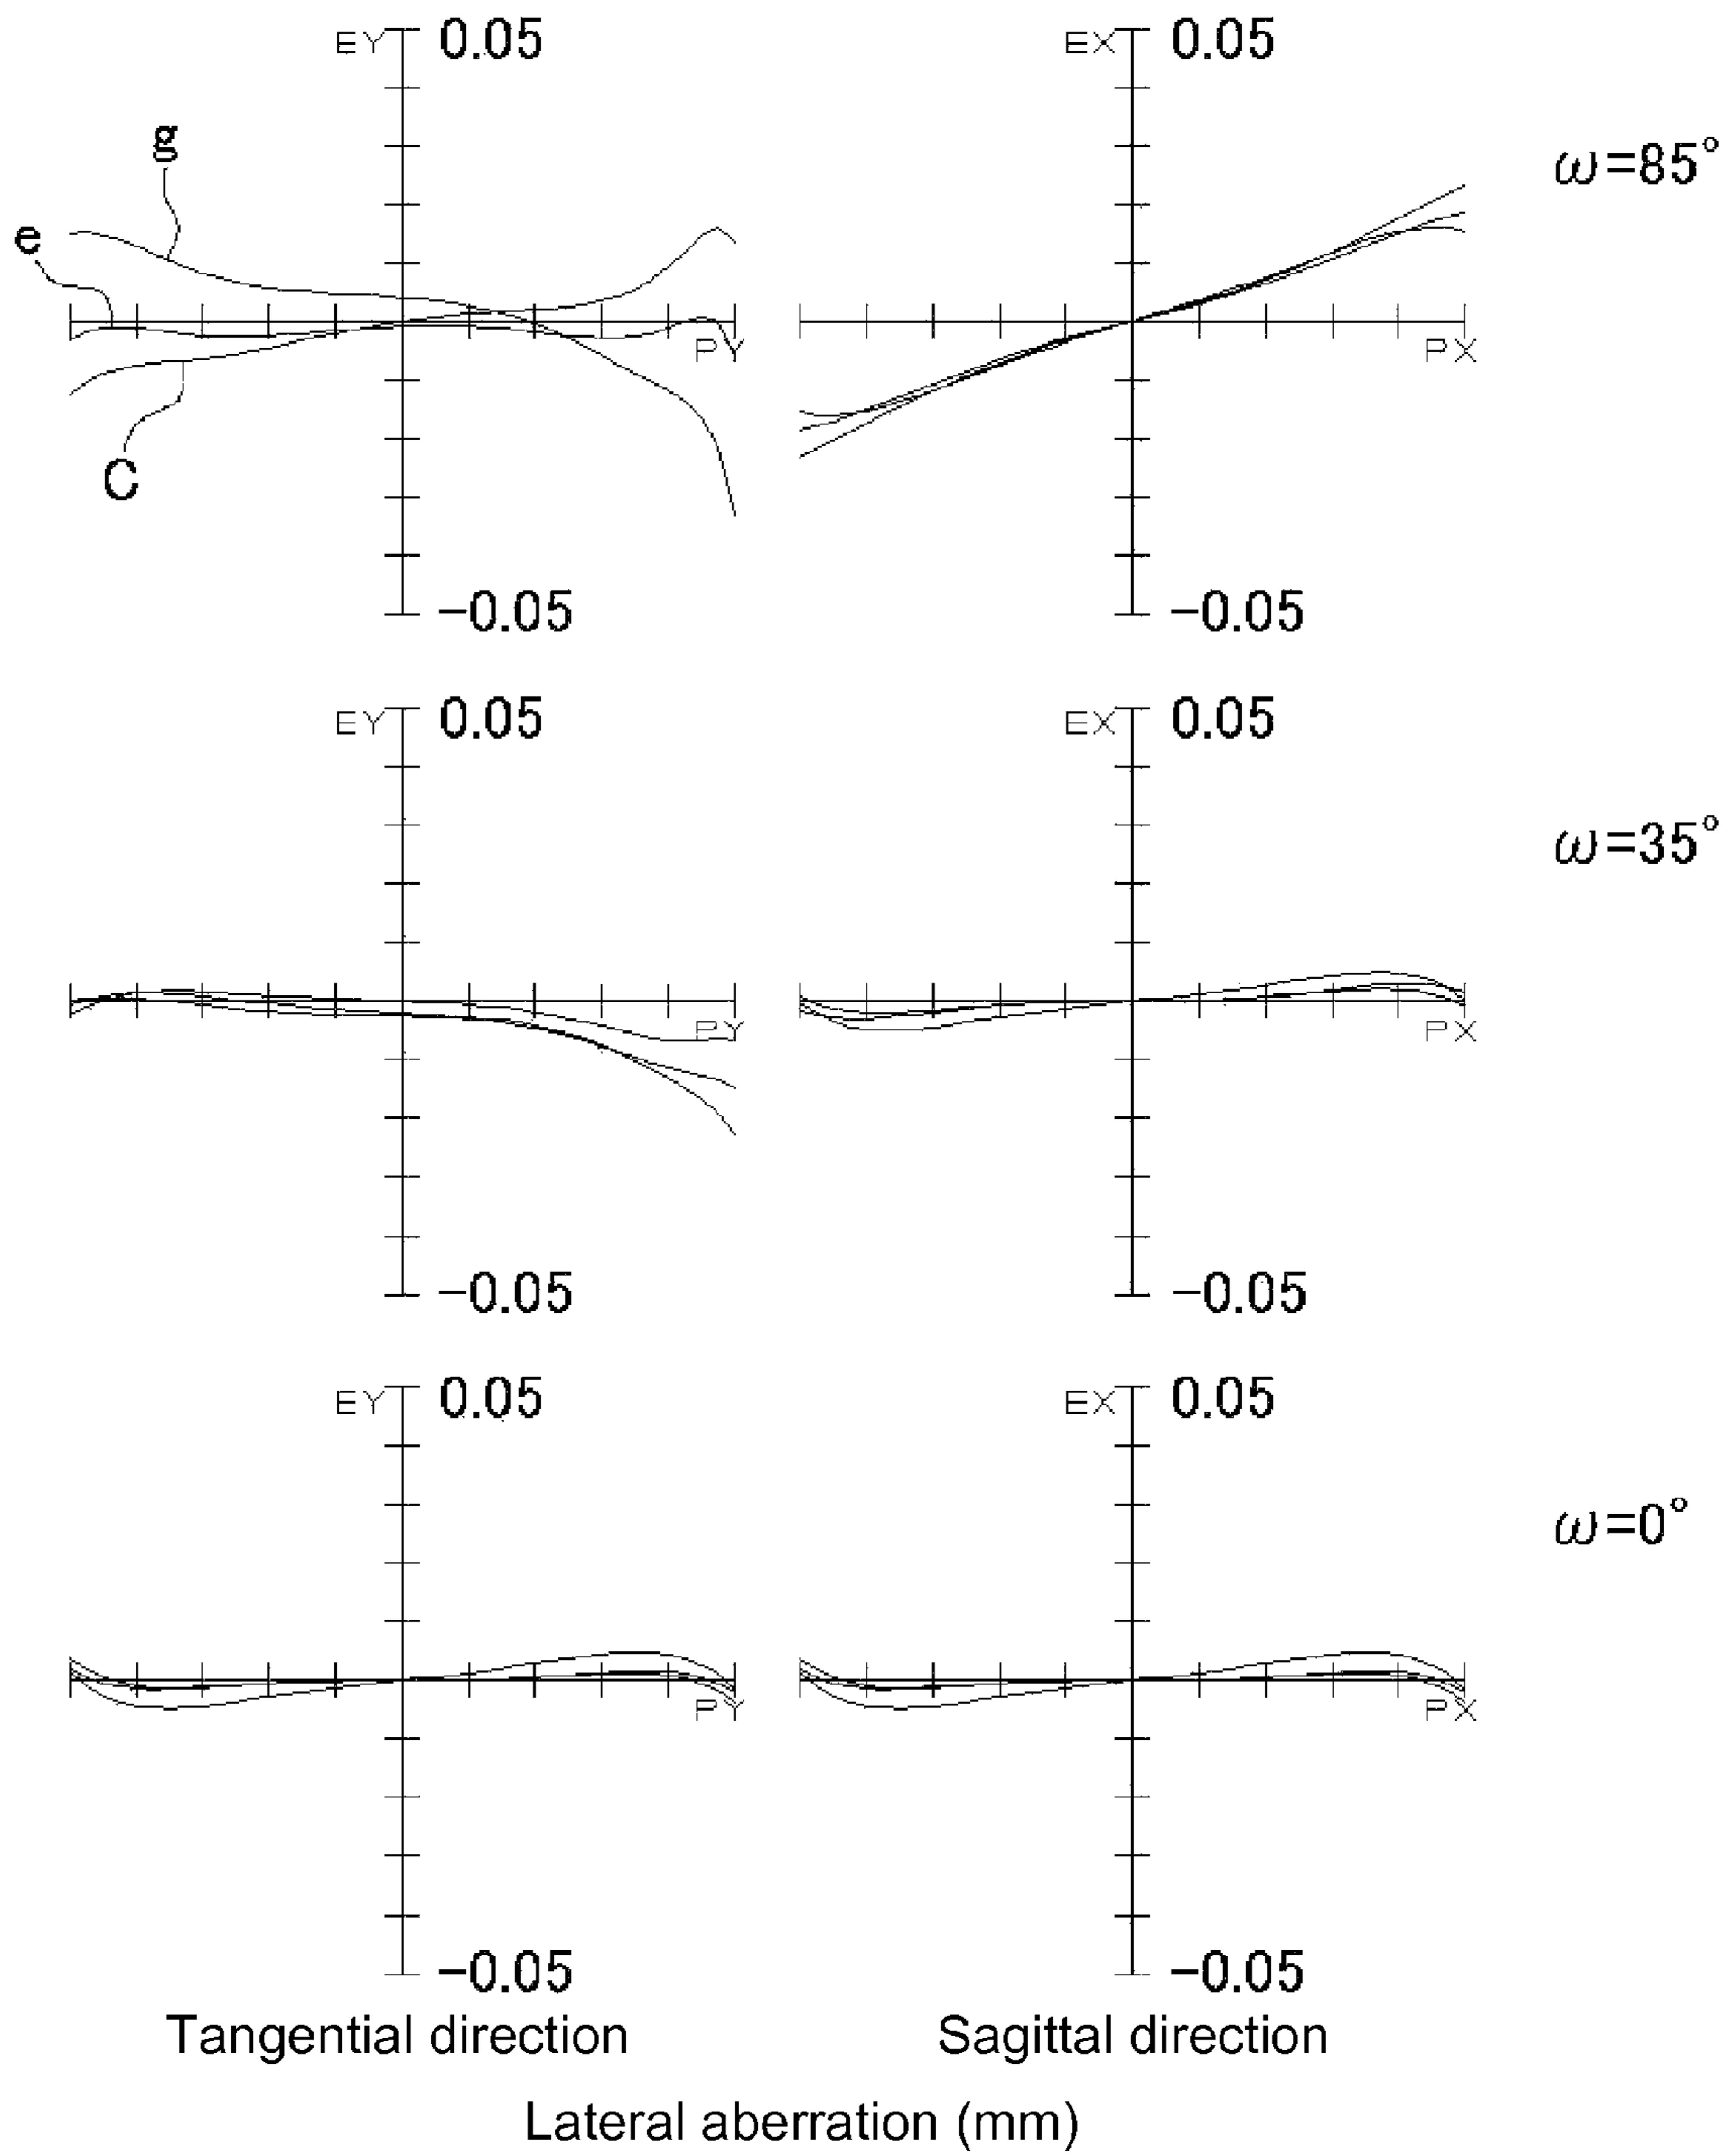 EY 0.05 EX 0.05
g
ω=85°
e
PY PX
C
-0.05 -0.05
EY 0.05 EX 0.05
ω=35°
PY PX
-0.05 -0.05
EY 0.05 EX 0.05
ω=0°
PY PX
-0.05 -0.05
Tangential direction Sagittal direction
Lateral aberration (mm)